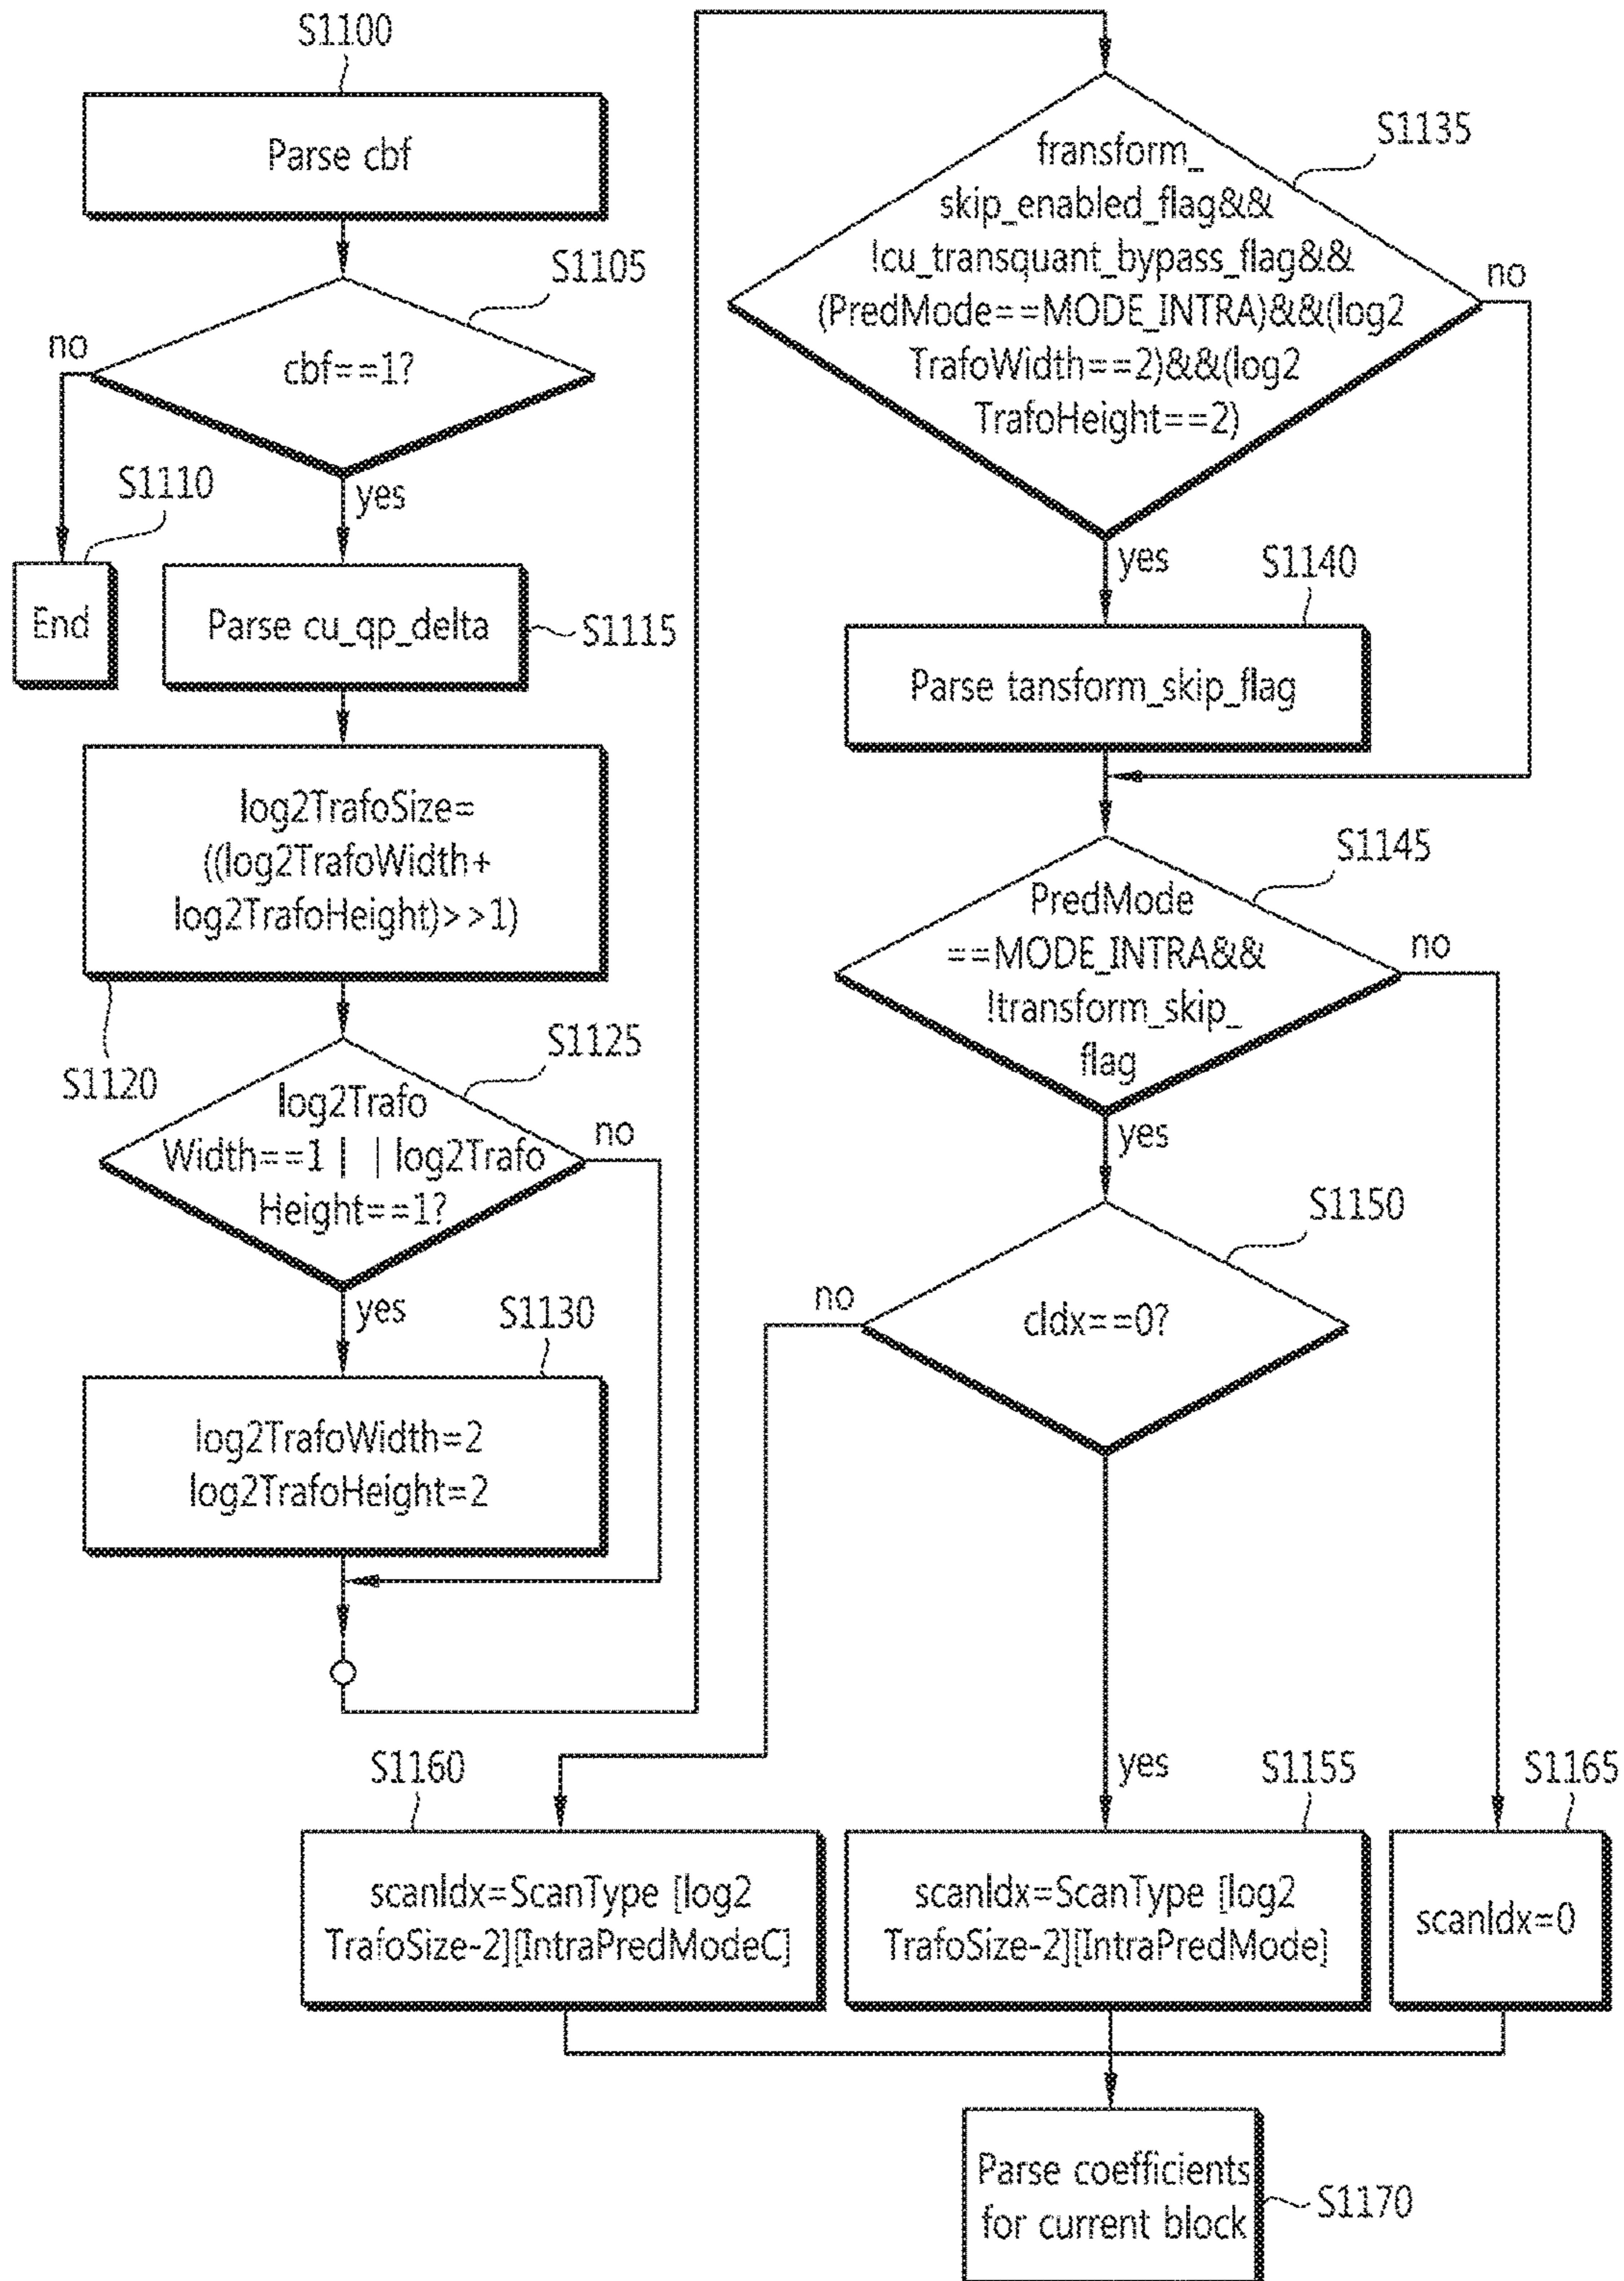 S1100
Parse cbf
S1105
no
cbf==1?
yes
S1110
End
Parse cu_qp_delta
S1115
log2TrafoSize=
((log2TrafoWidth+
log2TrafoHeight)>>1)
S1120
S1125
log2Trafo
Width==1 | | log2Trafo
Height==1?
no
yes
S1130
log2TrafoWidth=2
log2TrafoHeight=2
S1135
fransform_
skip_enabled_flag&&
!cu_transquant_bypass_flag&&
(PredMode==MODE_INTRA)&&(log2
TrafoWidth==2)&&(log2
TrafoHeight==2)
no
yes
S1140
Parse tansform_skip_flag
S1145
PredMode
==MODE_INTRA&&
!transform_skip_
flag
no
yes
S1150
cIdx==0?
no
yes
S1160
scanIdx=ScanType [log2
TrafoSize-2][IntraPredModeC]
S1155
scanIdx=ScanType [log2
TrafoSize-2][IntraPredMode]
S1165
scanIdx=0
Parse coefficients
for current block
S1170